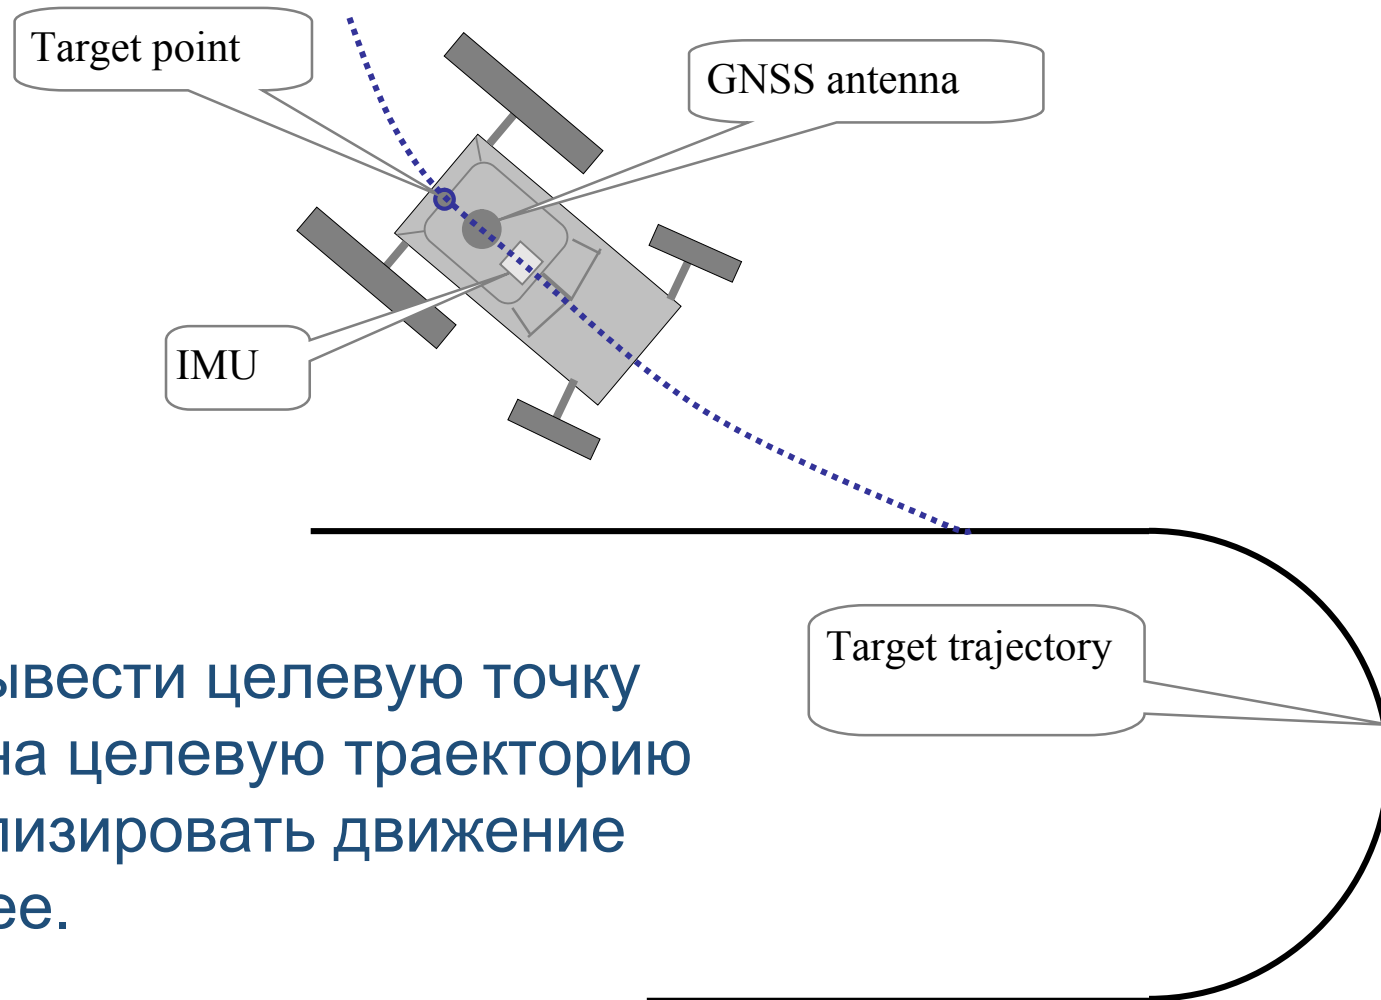 Target point
GNSS antenna
IMU
Target trajectory
ывести целевую точку
на целевую траекторию
лизировать движение
ее.